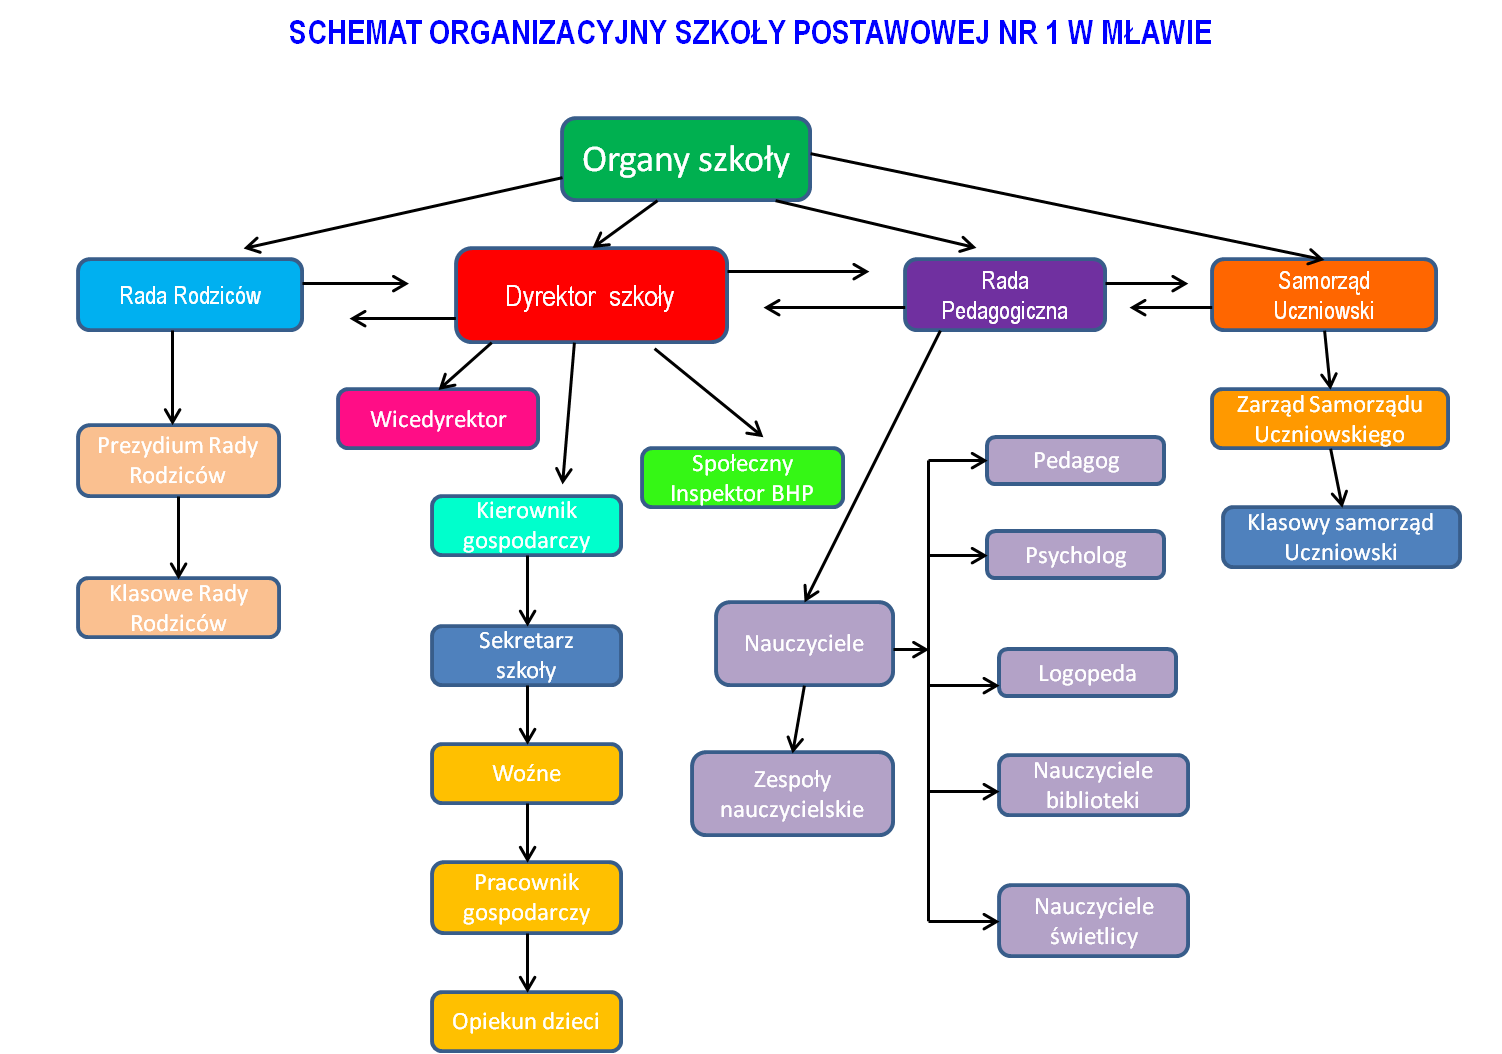 SCHEMAT ORGANIZACYJNY SZKOŁY POSTAWOWEJ NR 1 W MŁAWIE
Organy szkoły
Rada Rodziców
Dyrektor szkoły
Rada
Pedagogiczna
Samorząd
Uczniowski
Wicedyrektor
Społeczny
Inspektor BHP
Zarząd Samorządu
Uczniowskiego
Prezydium Rady
Rodziców
Pedagog
Kierownik
gospodarczy
Klasowy samorząd
Uczniowski
Psycholog
Klasowe Rady
Rodziców
Sekretarz
szkoły
Nauczyciele
Logopeda
Woźne
Zespoły
nauczycielskie
Nauczyciele
biblioteki
Pracownik
gospodarczy
Nauczyciele
świetlicy
Opiekun dzieci